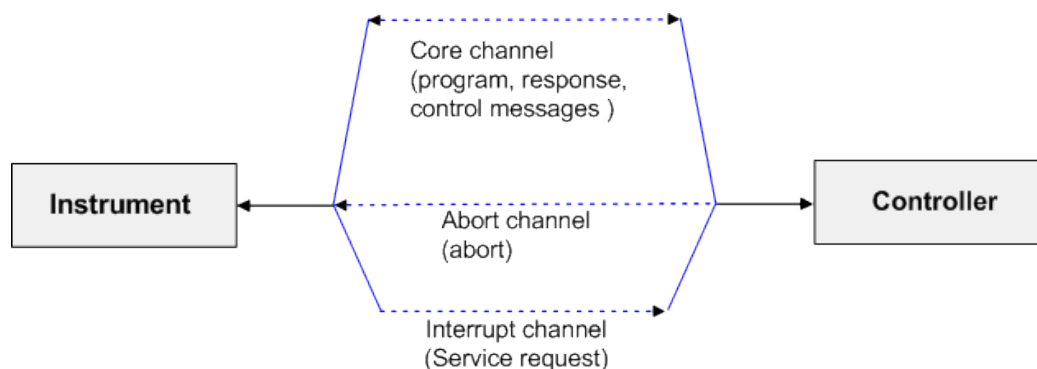 Core channel
(program, response,
control messages )
Instrument
Controller
Abort channel
(abort)
Interrupt channel
(Service request)